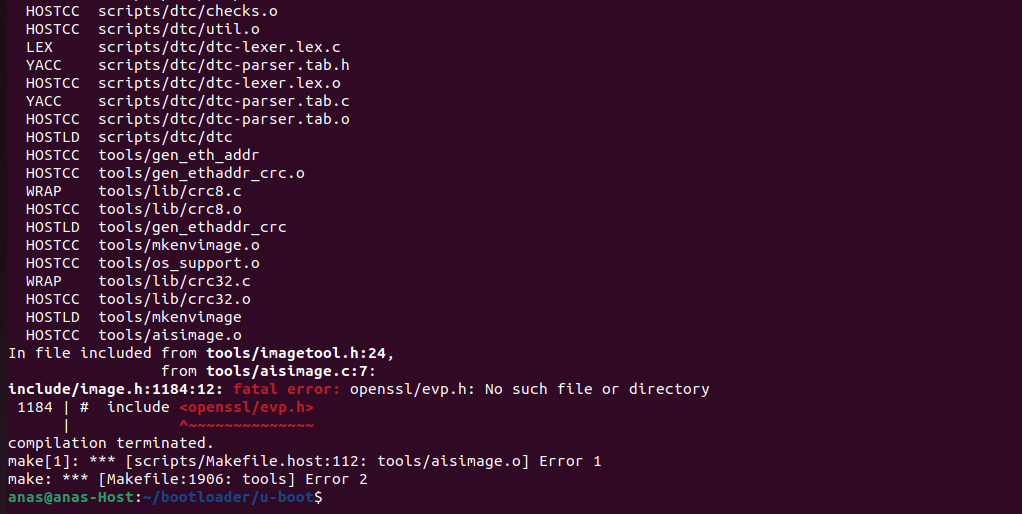 HOSTCC  scripts/dtc/checks.o
HOSTCC  scripts/dtc/util.o
LEX     scripts/dtc/dtc-lexer.lex.c
YACC    scripts/dtc/dtc-parser.tab.h
HOSTCC  scripts/dtc/dtc-lexer.lex.o
YACC    scripts/dtc/dtc-parser.tab.c
HOSTCC  scripts/dtc/dtc-parser.tab.o
HOSTLD  scripts/dtc/dtc
HOSTCC  tools/gen_eth_addr
HOSTCC  tools/gen_ethaddr_crc.o
WRAP    tools/lib/crc8.c
HOSTCC  tools/lib/crc8.o
HOSTLD  tools/gen_ethaddr_crc
HOSTCC  tools/mkenvimage.o
HOSTCC  tools/os_support.o
WRAP    tools/lib/crc32.c
HOSTCC  tools/lib/crc32.o
HOSTLD  tools/mkenvimage
HOSTCC  tools/aisimage.o
In file included from tools/imagetool.h:24,
                 from tools/aisimage.c:7:
include/image.h:1184:12: fatal error: openssl/evp.h: No such file or directory
 1184 | #  include <openssl/evp.h>
      |            ^~~~~~~~~~~~~~~
compilation terminated.
make[1]: *** [scripts/Makefile.host:112: tools/aisimage.o] Error 1
make: *** [Makefile:1906: tools] Error 2
anas@anas-Host:~/bootloader/u-boot$